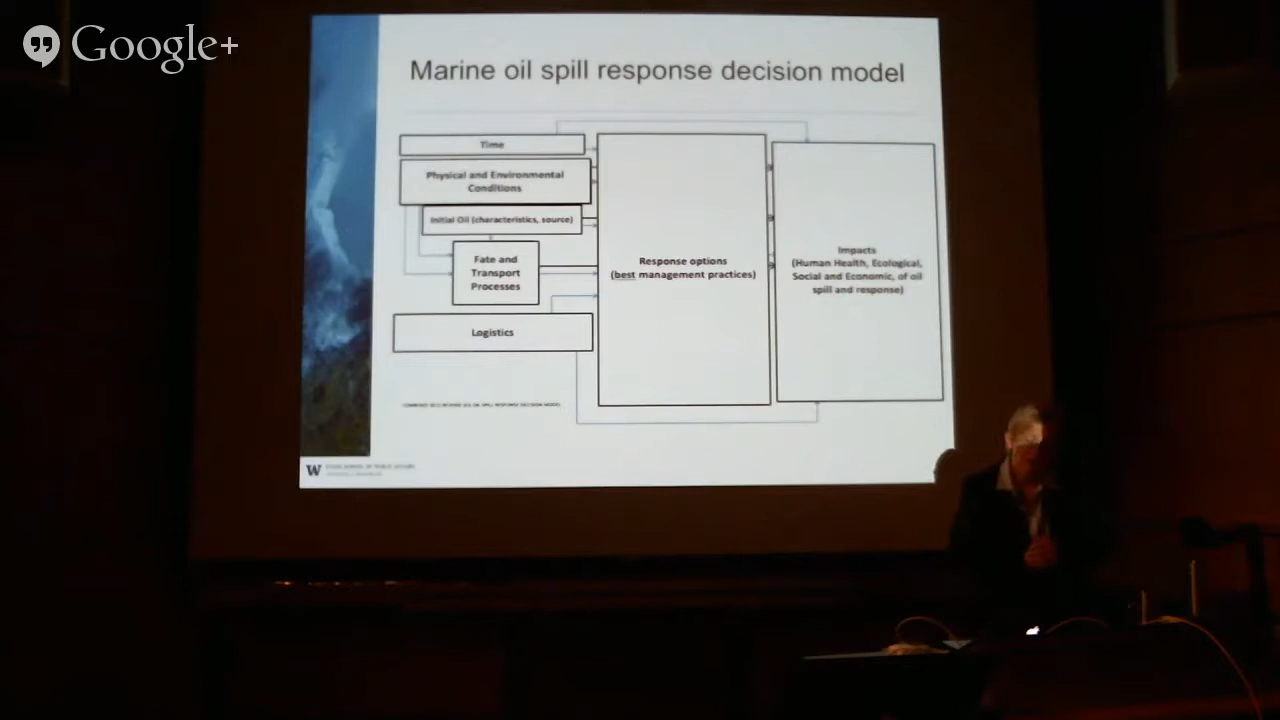 Google+
Marine oil spill response decision model
Time
Physical and Environmental
Conditions
Initial Oil (characteristics, source)
Fate and
Transport
Processes
Logistics
Response options
(best management practices)
Impacts
(Human Health, Ecological,
Social and Economic, of oil
spill and response)
W